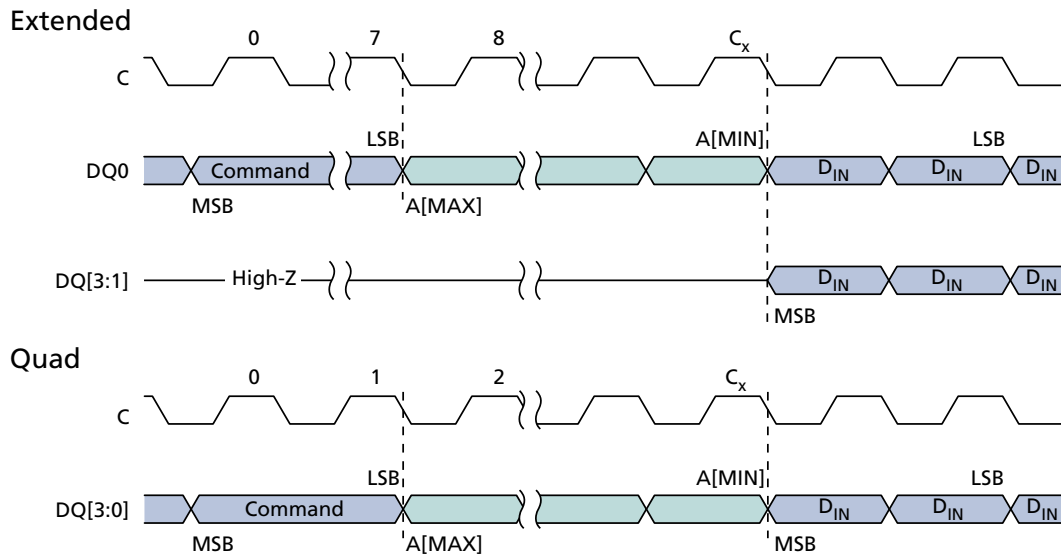 Extended
0 7 8 Cx
C
LSB A[MIN] LSB
DQ0 Command DIN DIN DIN
MSB A[MAX]
DQ[3:1] High-Z DIN DIN DIN
MSB
Quad
0 1 2 Cx
C
LSB A[MIN] LSB
DQ[3:0] Command DIN DIN DIN
MSB A[MAX] MSB